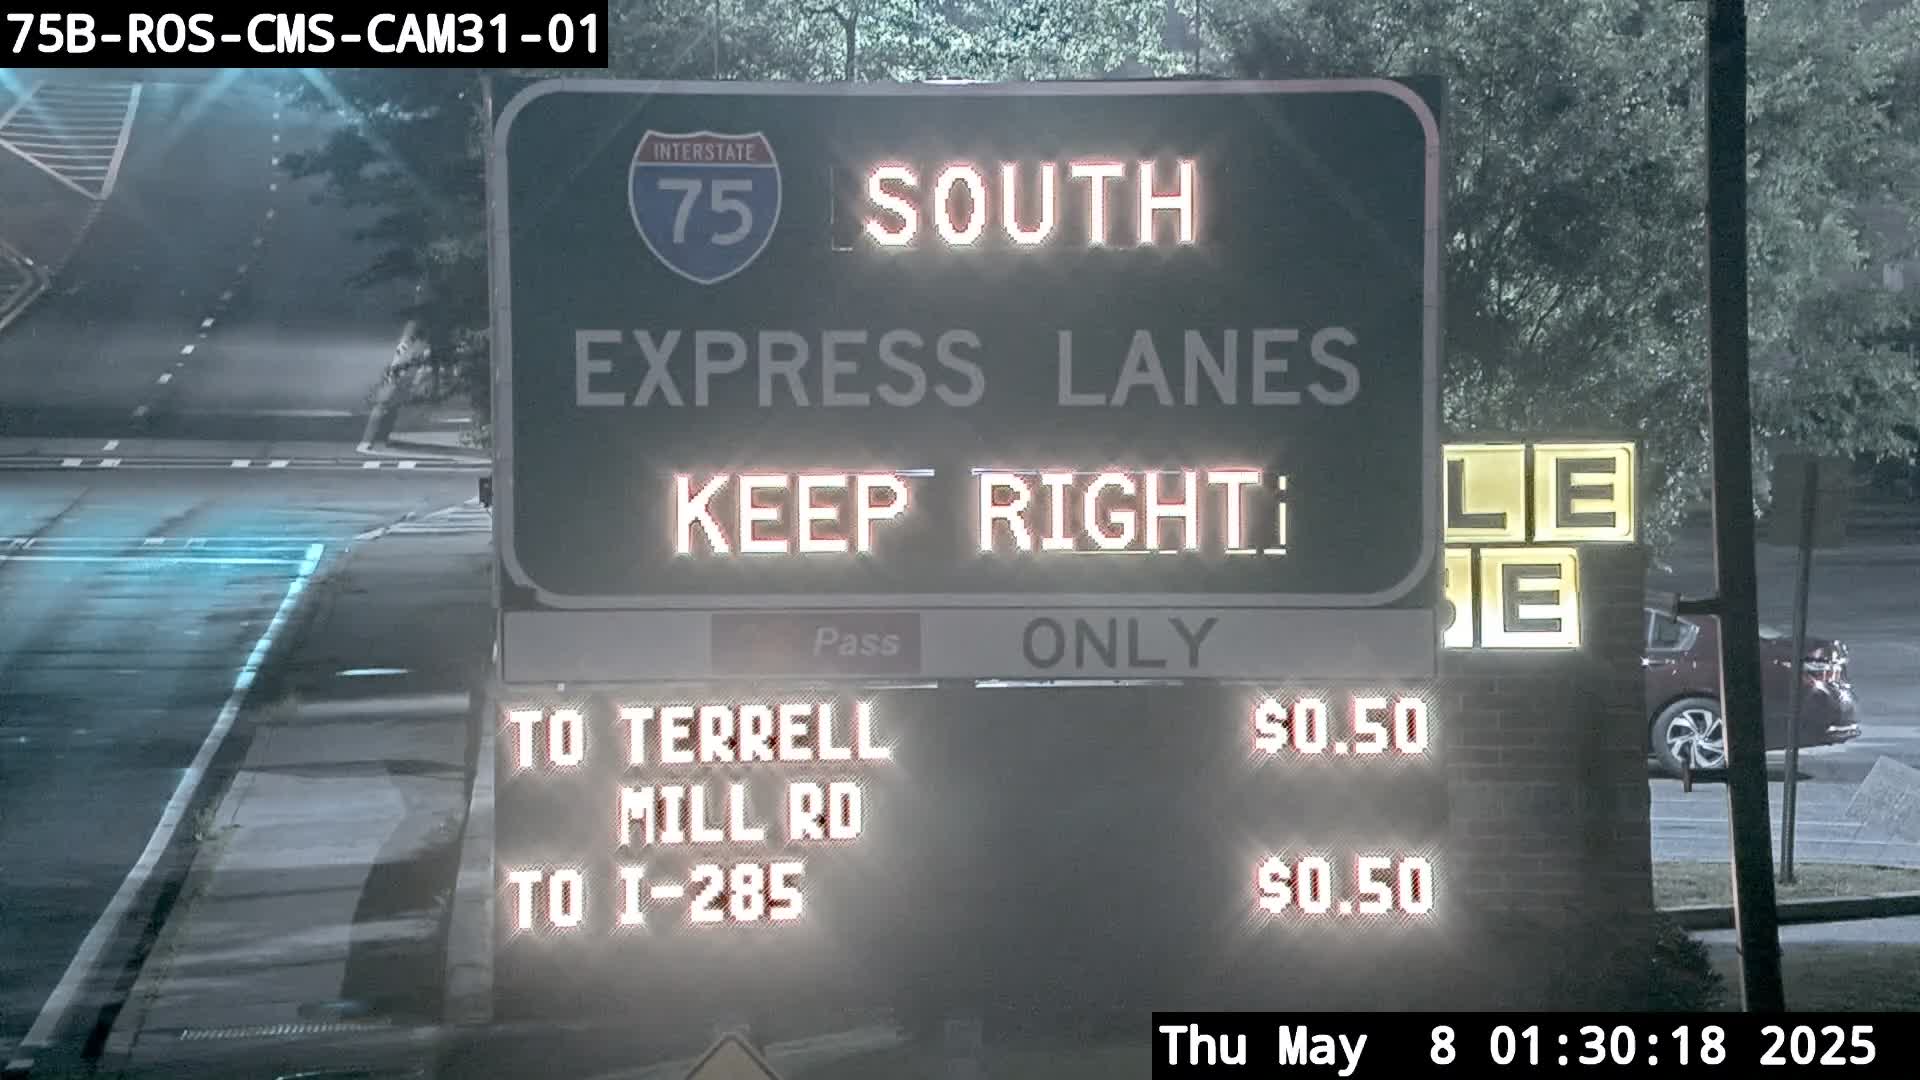 75B-ROS-CMS-CAM31-01
INTERSTATE
75
SOUTH
EXPRESS LANES
KEEP RIGHT
Pass ONLY
TO TERRELL $0.50
MILL RD
TO I-285 $0.50
LE
E
Thu May 8 01:30:18 2025